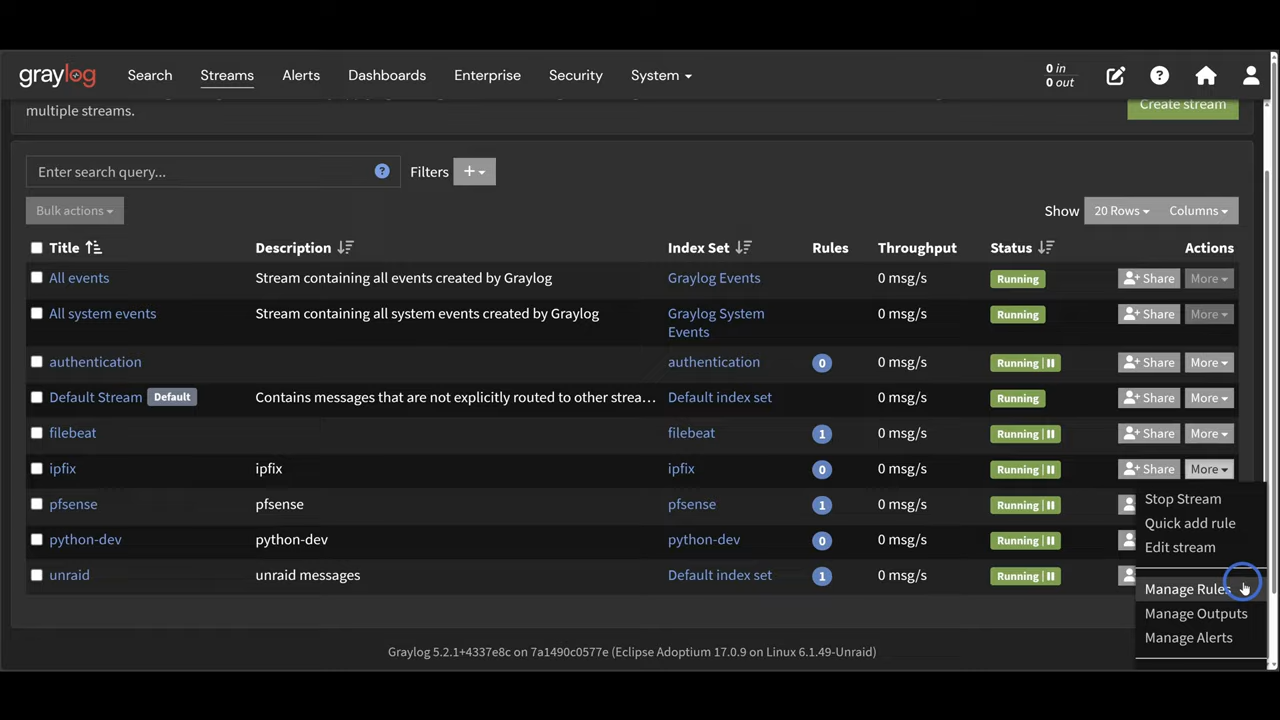 graylog Search Streams Alerts Dashboards Enterprise Security System 0 in
0 out
multiple streams. Create stream
Enter search query... ? Filters +
Bulk actions Show 20 Rows Columns
Title Description Index Set Rules Throughput Status Actions
All events Stream containing all events created by Graylog Graylog Events 0 msg/s Running Share More
All system events Stream containing all system events created by Graylog Graylog System 0 msg/s Running Share More
Events
authentication authentication 0 0 msg/s Running Share More
Default Stream Default Contains messages that are not explicitly routed to other strea... Default index set 0 msg/s Running Share More
filebeat filebeat 1 0 msg/s Running Share More
ipfix ipfix ipfix 0 0 msg/s Running Share More
pfsense pfsense pfsense 1 0 msg/s Running
Stop Stream
Quick add rule
python-dev python-dev python-dev 0 0 msg/s Running
Edit stream
unraid unraid messages Default index set 1 0 msg/s Running
Manage Rules
Manage Outputs
Manage Alerts
Graylog 5.2.1+4337e8c on 7a1490c0577e (Eclipse Adoptium 17.0.9 on Linux 6.1.49-Unraid)